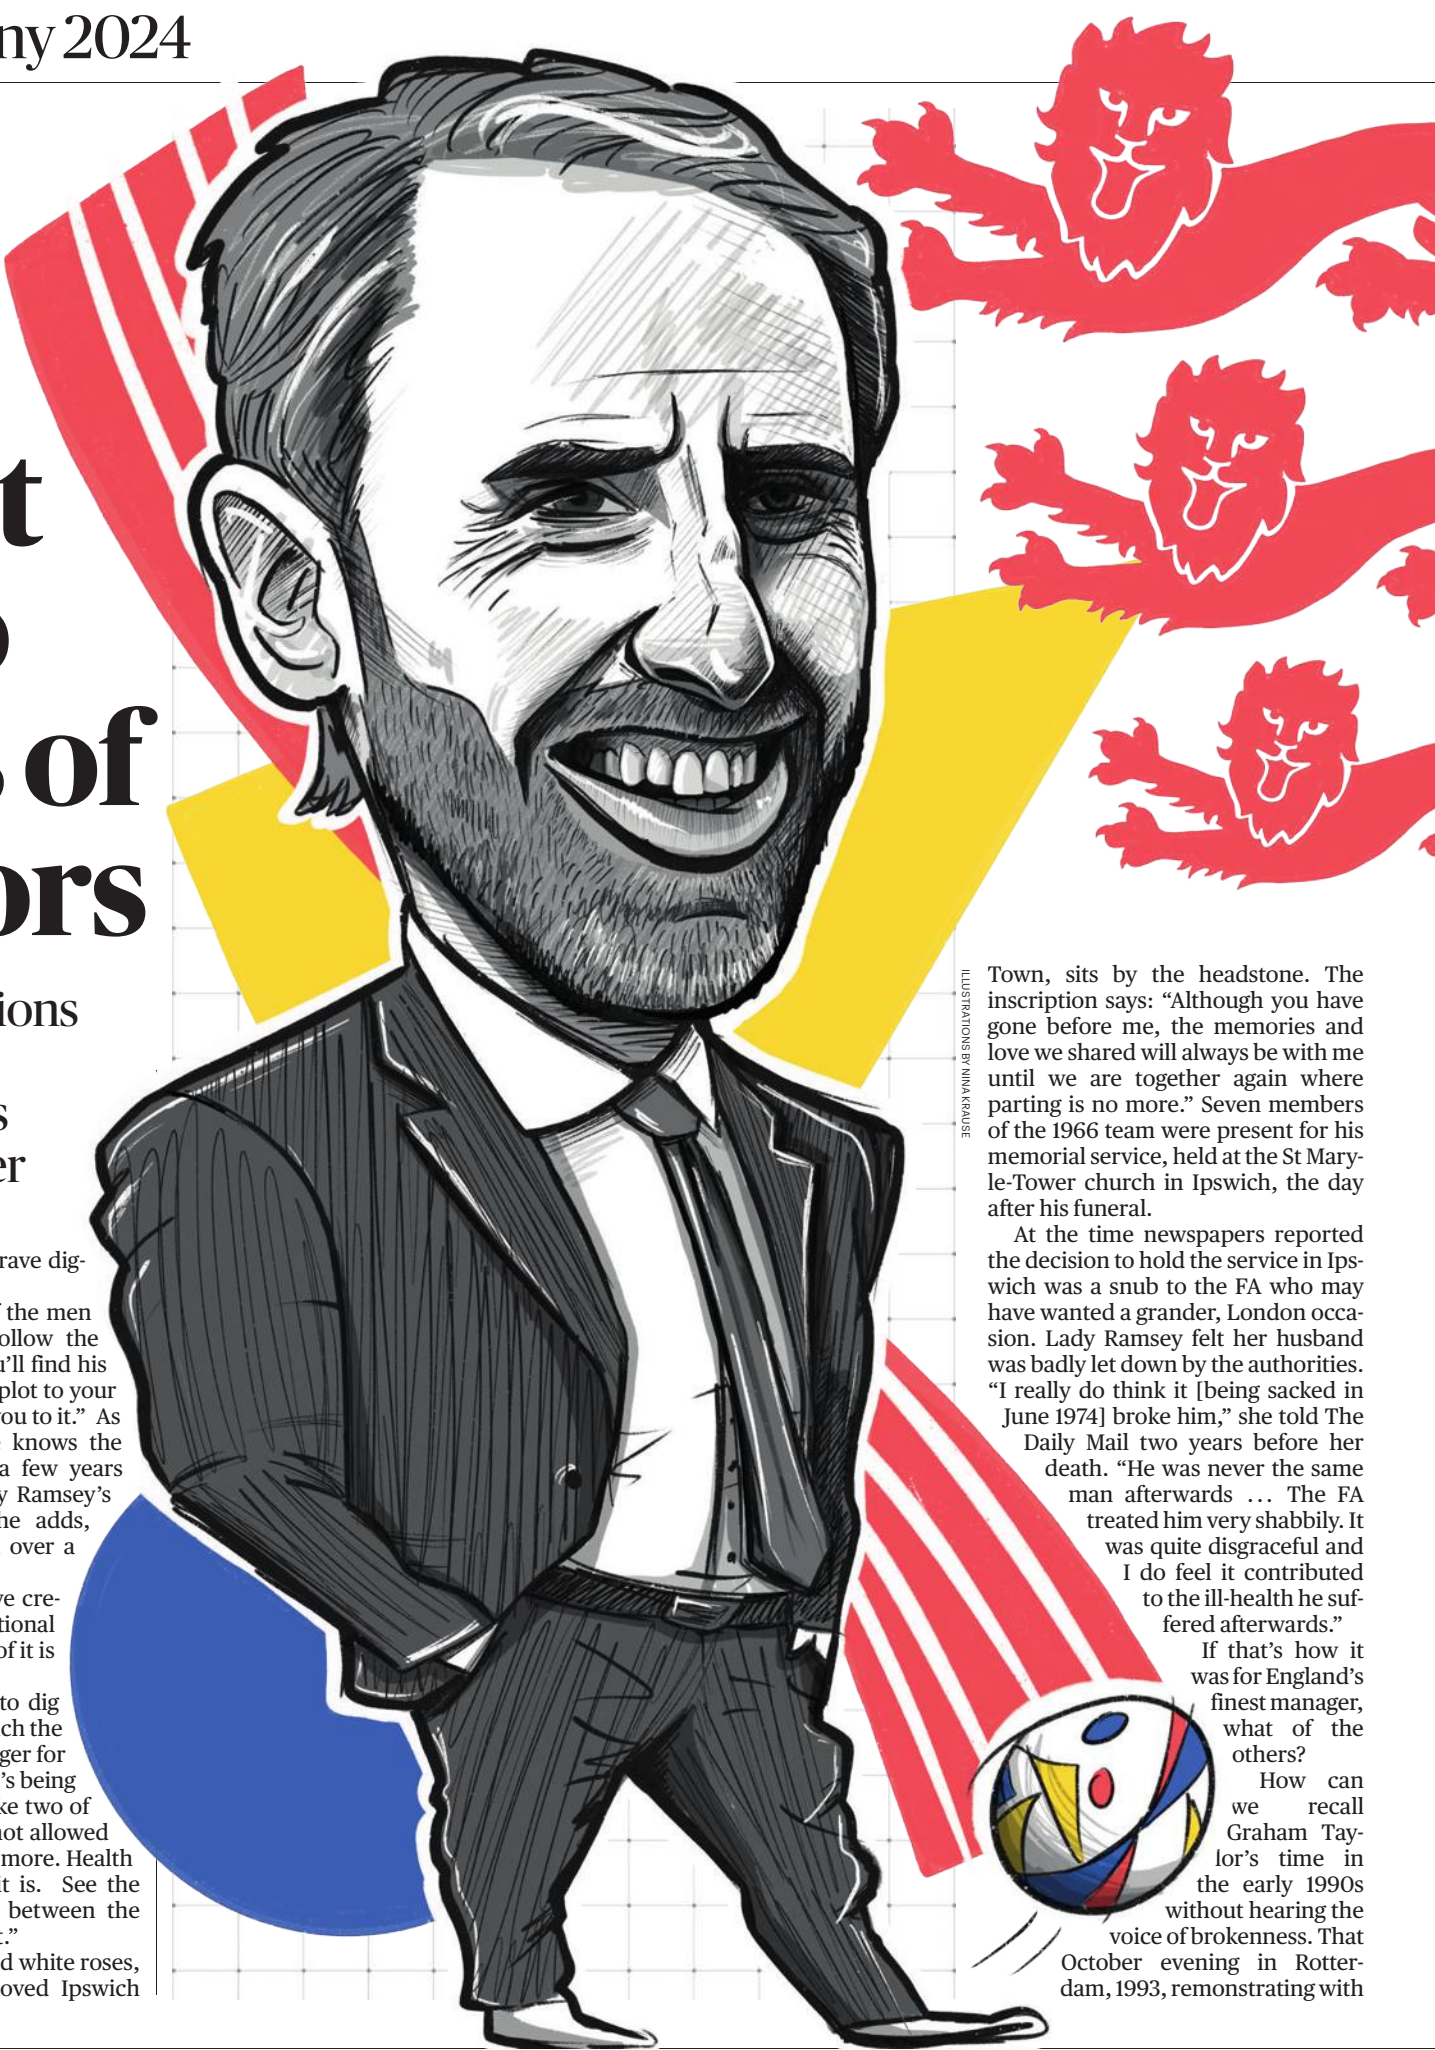 ny 2024
t
of
ors
ions
s
er
rave dig-
f the men
ollow the
u’ll find his
plot to your
you to it.” As
e knows the
a few years
y Ramsey’s
he adds,
over a
ve cre-
tional
of it is
to dig
ch the
ger for
’s being
ke two of
not allowed
more. Health
it is. See the
between the
t.”
d white roses,
oved Ipswich
ILLUSTRATIONS BY NINA KRAUSE
Town, sits by the headstone. The
inscription says: “Although you have
gone before me, the memories and
love we shared will always be with me
until we are together again where
parting is no more.” Seven members
of the 1966 team were present for his
memorial service, held at the St Mary-
le-Tower church in Ipswich, the day
after his funeral.
At the time newspapers reported
the decision to hold the service in Ips-
wich was a snub to the FA who may
have wanted a grander, London occa-
sion. Lady Ramsey felt her husband
was badly let down by the authorities.
“I really do think it [being sacked in
June 1974] broke him,” she told The
Daily Mail two years before her
death. “He was never the same
man afterwards … The FA
treated him very shabbily. It
was quite disgraceful and
I do feel it contributed
to the ill-health he suf-
fered afterwards.”
If that’s how it
was for England’s
finest manager,
what of the
others?
How can
we recall
Graham Tay-
lor’s time in
the early 1990s
without hearing the
voice of brokenness. That
October evening in Rotter-
dam, 1993, remonstrating with